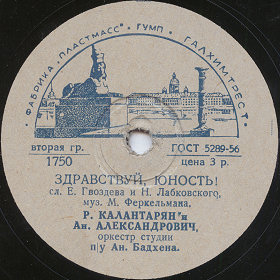 ФАБРИКА „ПЛАСТМАСС" ★ ГУМП ★ ГАЛХИМТРЕСТ.
вторая гр. ГОСТ 5289-56
1750 цена 3 р.
ЗДРАВСТВУЙ, ЮНОСТЬ!
сл. Е. Гвоздева и Н. Лабковского,
муз. М. Феркельмана.
Р. КАЛАНТАРЯН и
Ан. АЛЕКСАНДРОВИЧ,
оркестр студии
п/у Ан. Бадхена.